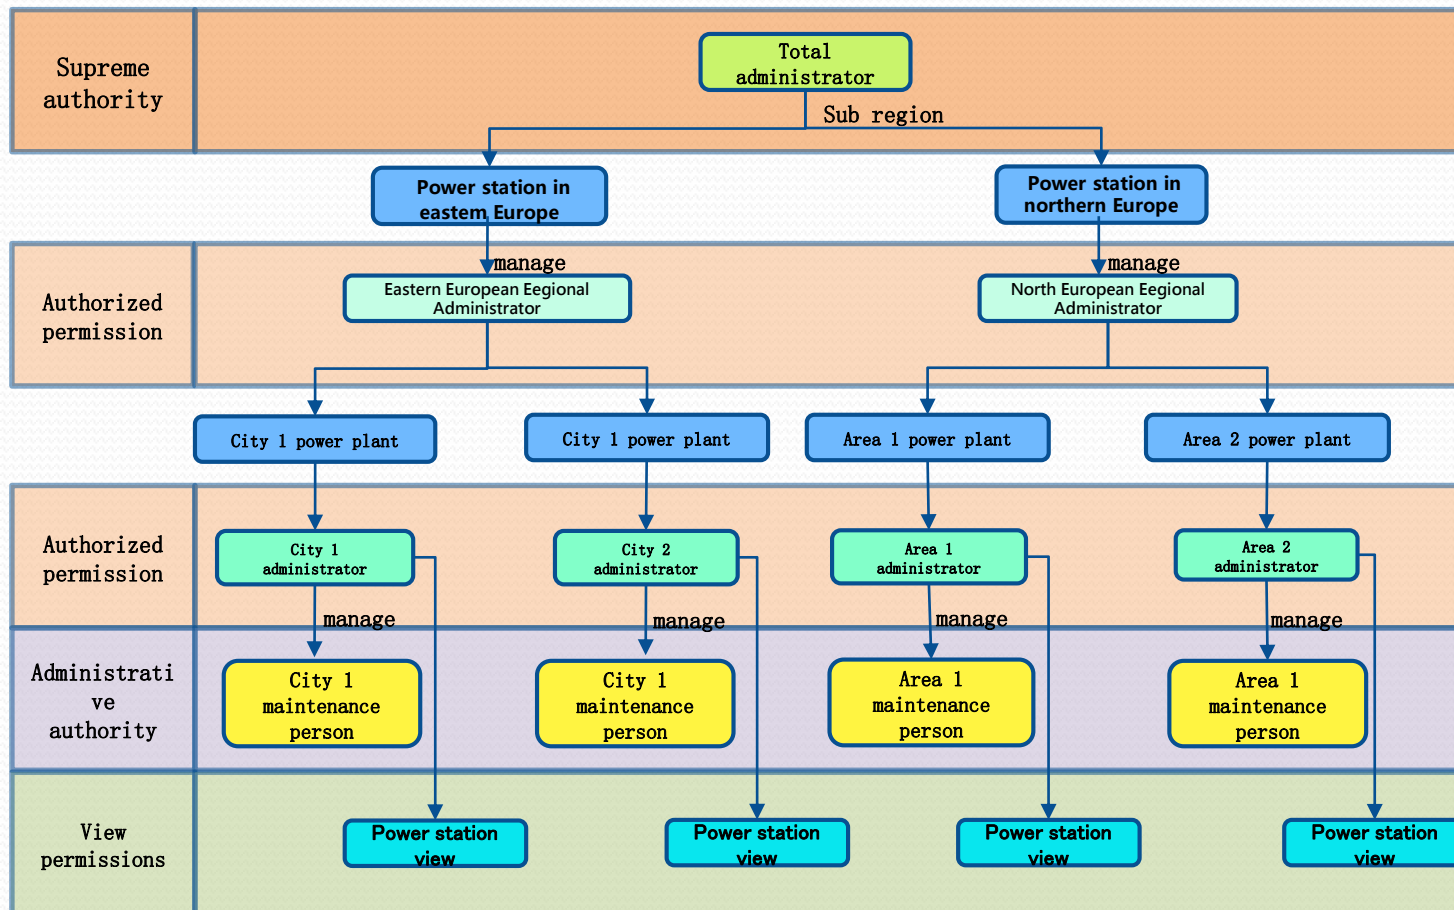 Supreme
authority
Total
administrator
Sub region
Power station in
eastem Europe
Power station in
northern Europe
Authorized
permission
manage
manage
Eastern European Eegional
Administrator
North European Eegional
Administrator
City 1 power plant
City 1 power plant
Area 1 power plant
Area 2 power plant
Authorized
permission
City 1
administrator
City 2
administrator
Area 1
administrator
Area 2
administrator
manage
manage
manage
manage
Administrati
ve
authority
City 1
maintenance
person
City 1
maintenance
person
Area 1
maintenance
person
Area 1
maintenance
person
View
permissions
Power station
view
Power station
view
Power station
view
Power station
view